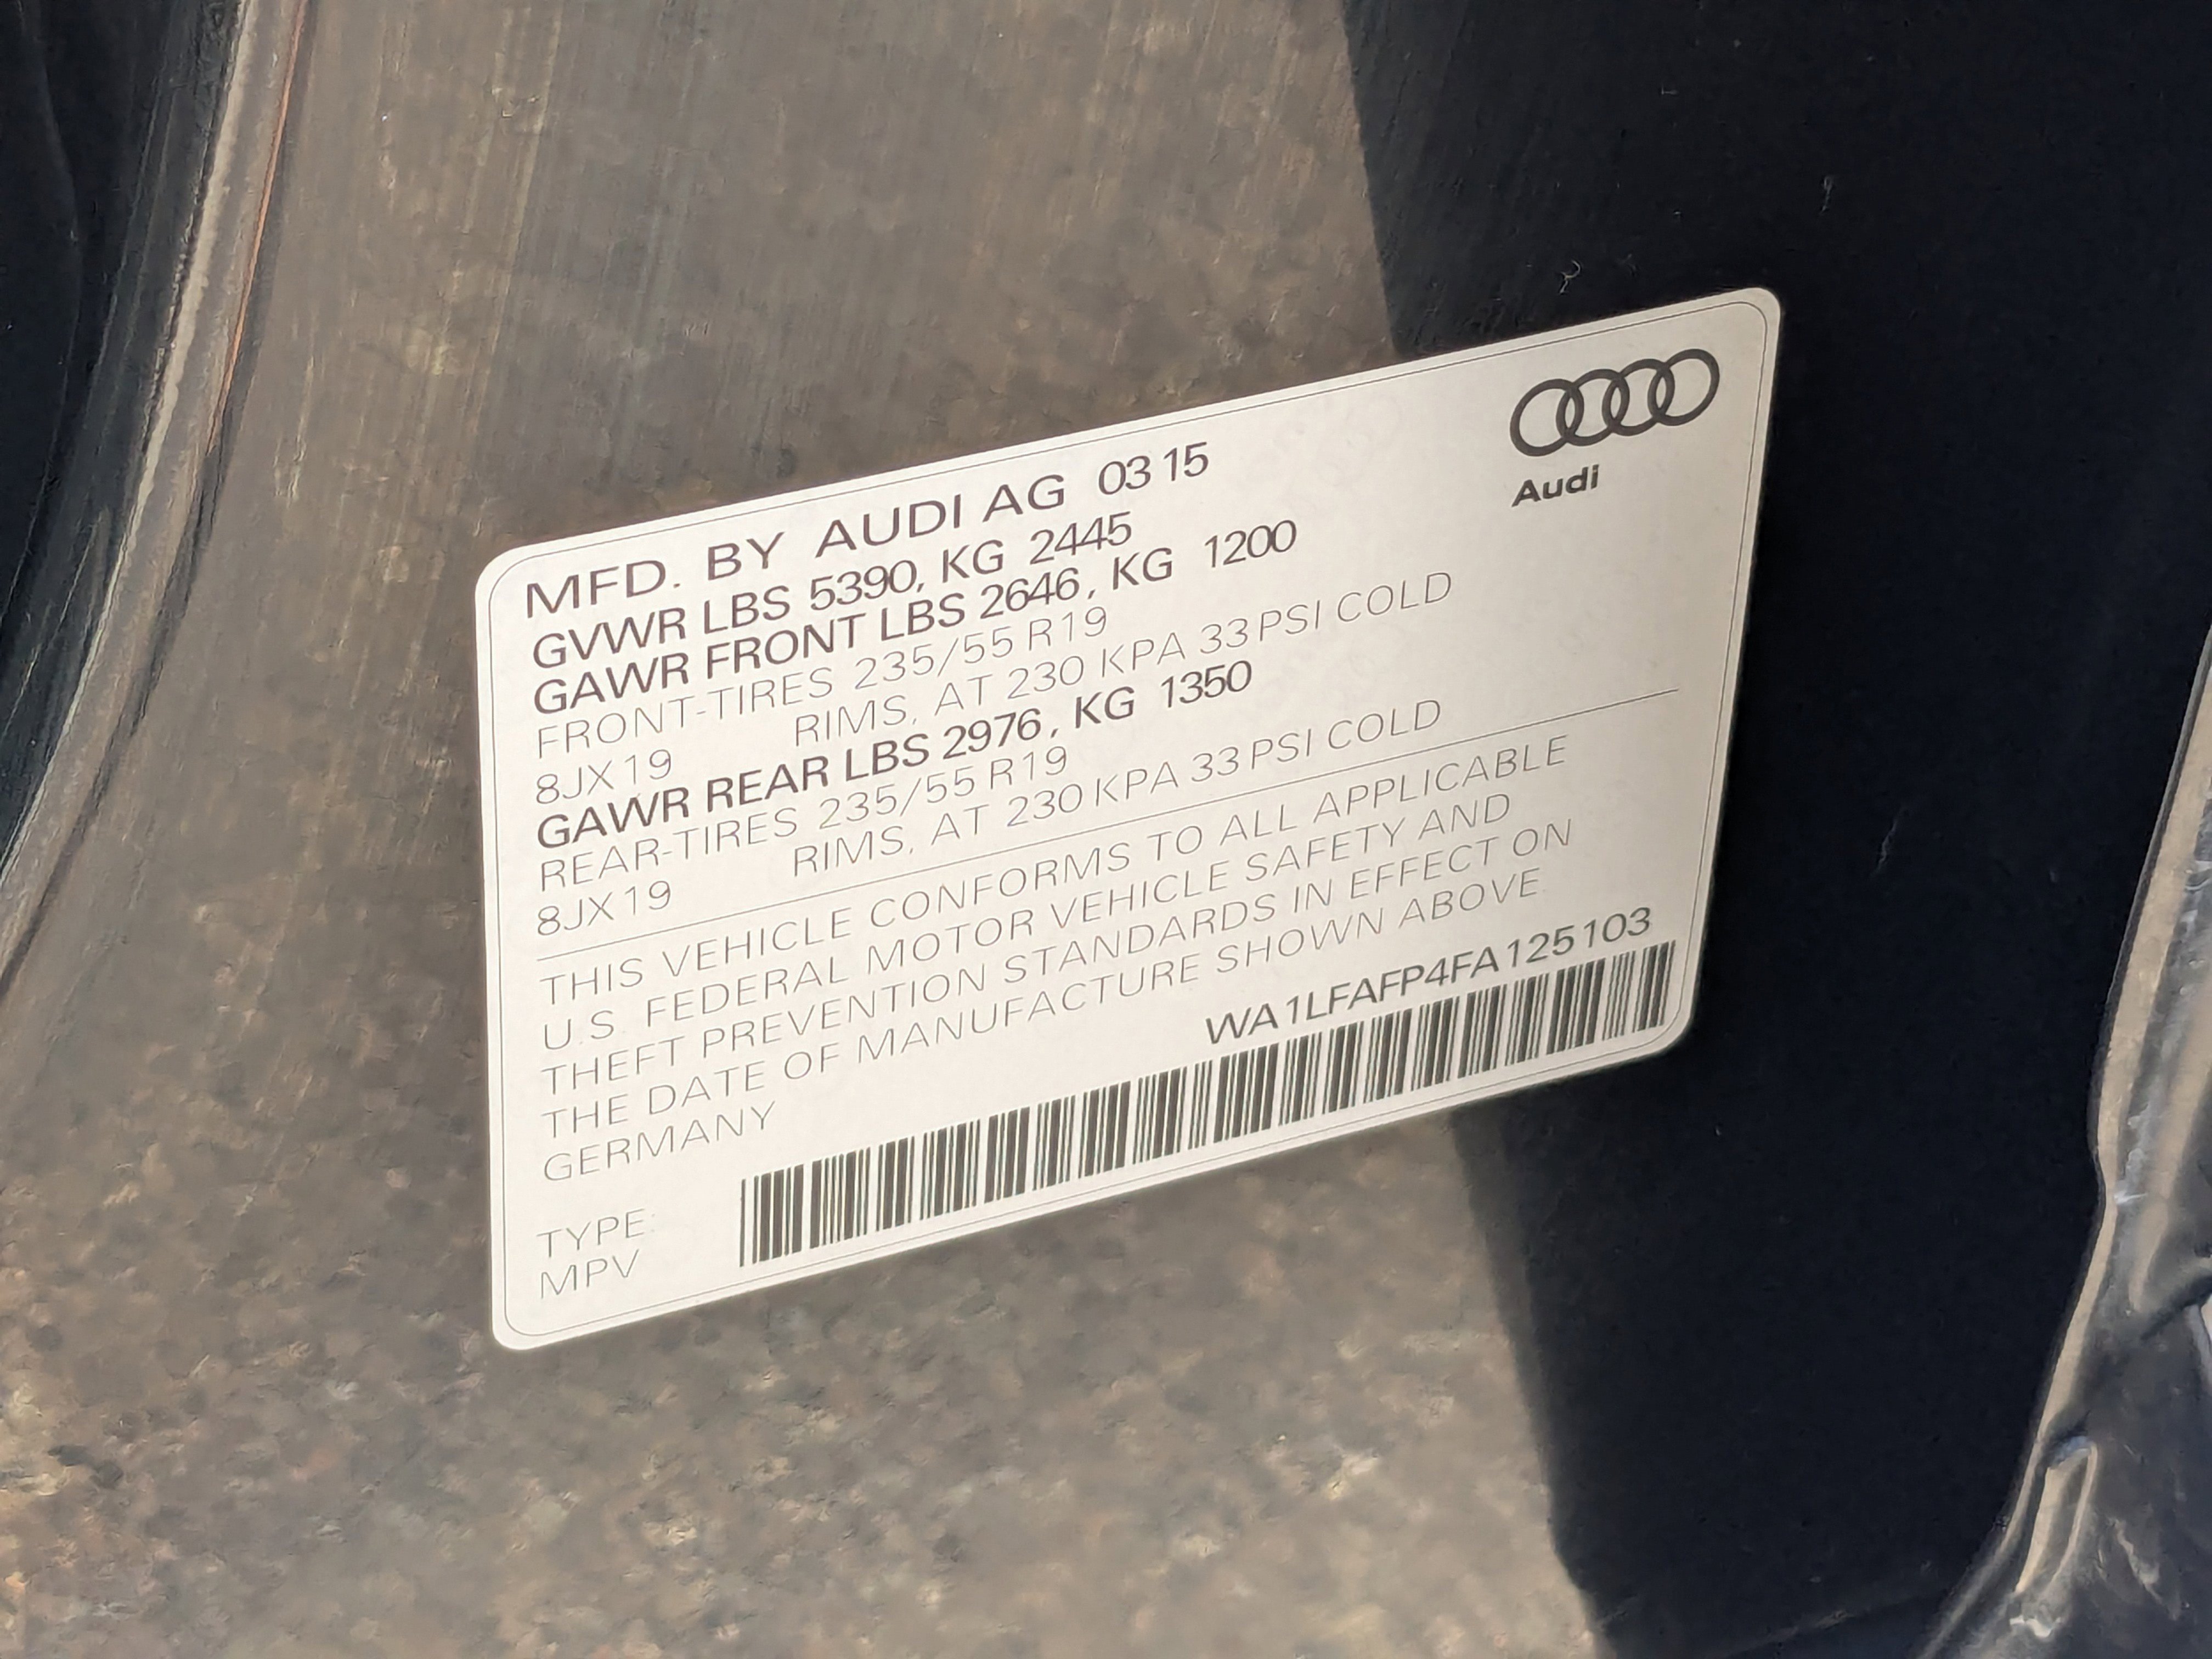 Audi
MFD. BY AUDI AG 03 15
GVWR LBS 5390, KG 2445
GAWR FRONT LBS 2646, KG 1200
FRONT-TIRES 235/55 R19
8JX19 RIMS, AT 230 KPA 33 PSI COLD
GAWR REAR LBS 2976, KG 1350
REAR-TIRES 235/55 R19
8JX19 RIMS, AT 230 KPA 33 PSI COLD
THIS VEHICLE CONFORMS TO ALL APPLICABLE
U.S. FEDERAL MOTOR VEHICLE SAFETY AND
THEFT PREVENTION STANDARDS IN EFFECT ON
THE DATE OF MANUFACTURE SHOWN ABOVE.
GERMANY
WA1LFAFP4FA125103
TYPE:
MPV